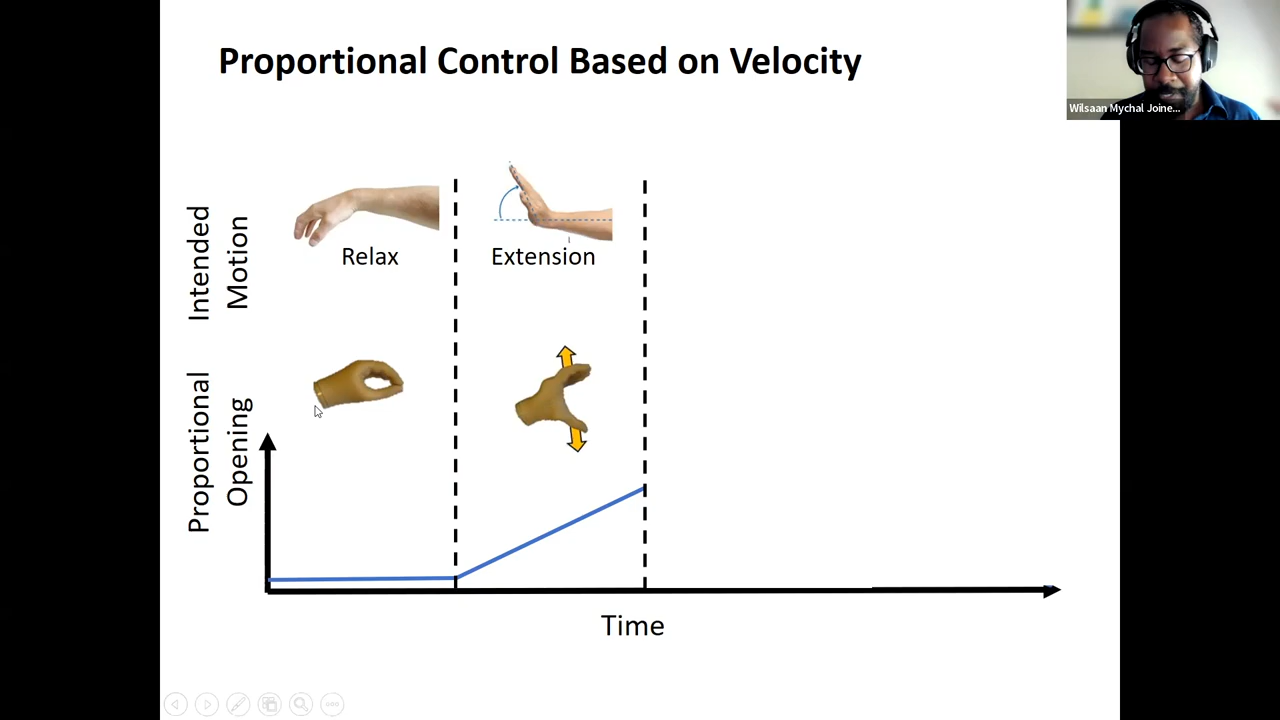 Proportional Control Based on Velocity
Wilsaan Mychal Joine...
Intended
Motion
Relax
Extension
Proportional
Opening
Time